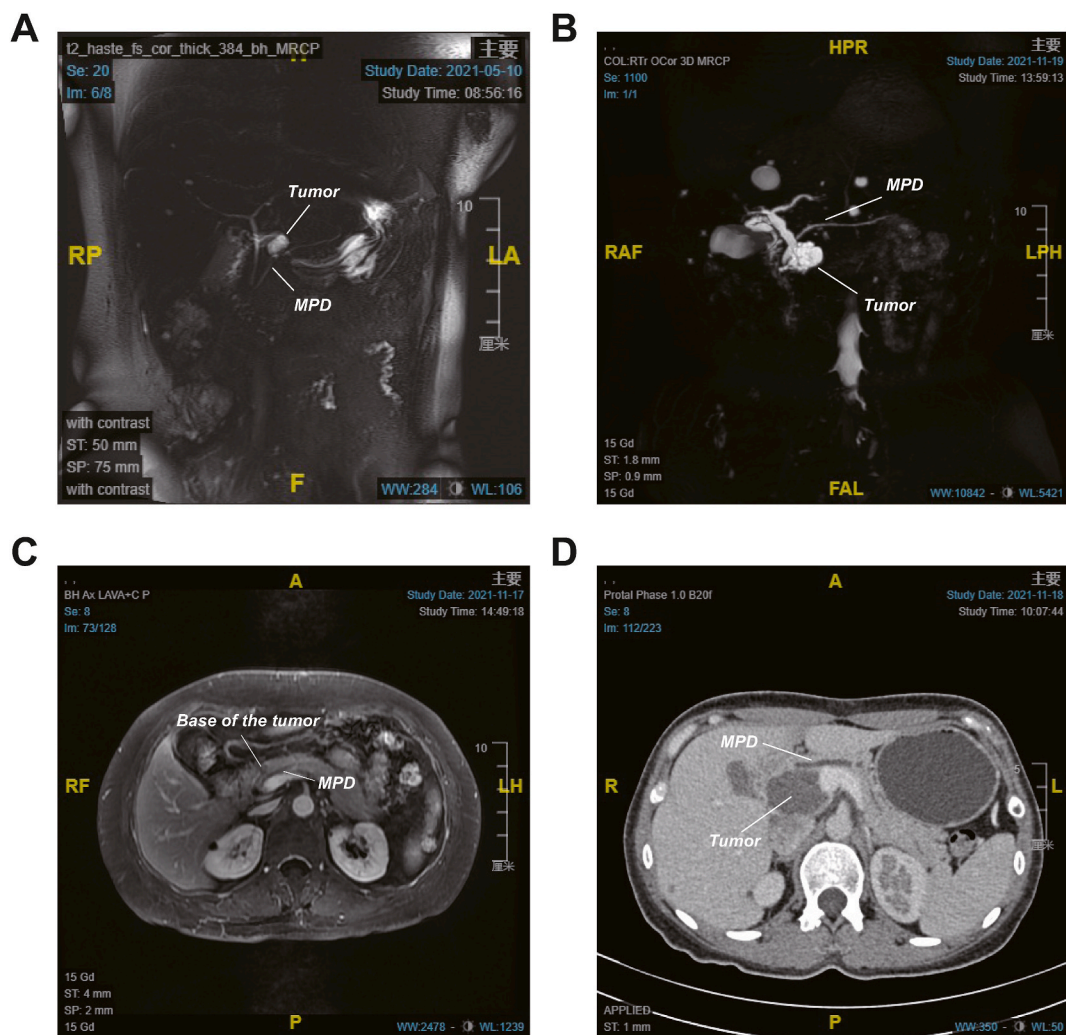 A
t2_haste_fs_cor_thick_384_bh_MRCP
主要
Se: 20
Study Date: 2021-05-10
Im: 6/8
Study Time: 08:56:16
Tumor
10
RP
LA
MPD
厘米
with contrast
ST: 50 mm
SP: 75 mm
with contrast
F
WW:284
WL:106
B
HPR
主要
COL:RTr OCor 3D MRCP
Study Date: 2021-11-19
Se: 1100
Study Time: 13:59:13
Im: 1/1
MPD
10
RAF
LPH
Tumor
厘米
15 Gd
ST: 1.8 mm
SP: 0.9 mm
15 Gd
FAL
WW:10842 - WL:5421
C
A
主要
BH Ax LAVA+C P
Study Date: 2021-11-17
Se: 8
Study Time: 14:49:18
Im: 73/128
Base of the tumor
10
MPD
RF
LH
厘米
15 Gd
ST: 4 mm
SP: 2 mm
15 Gd
P
WW:2478 - WL:1239
D
A
主要
Protal Phase 1.0 B20f
Study Date: 2021-11-18
Se: 8
Study Time: 10:07:44
Im: 112/223
MPD
5
R
L
Tumor
厘米
APPLIED
ST: 1 mm
P
WW:350 - WL:50